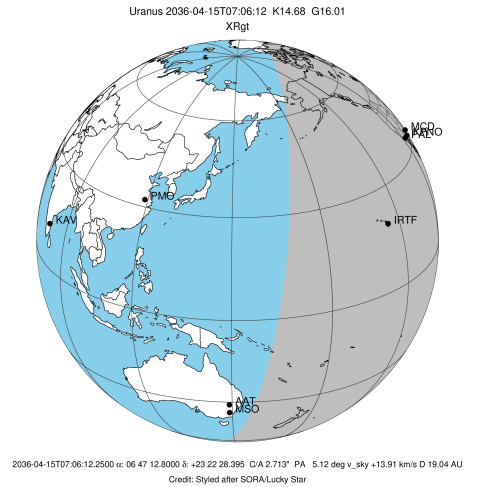 Uranus 2036-04-15T07:06:12  K14.68  G16.01
XRgt
MCD
PAL
KAV
PMO
IRTF
AAT
MSO
2036-04-15T07:06:12.2500 α: 06 47 12.8000 δ: +23 22 28.395  C/A 2.713"  PA   5.12 deg v_sky +13.91 km/s D 19.04 AU
Credit: Styled after SORA/Lucky Star